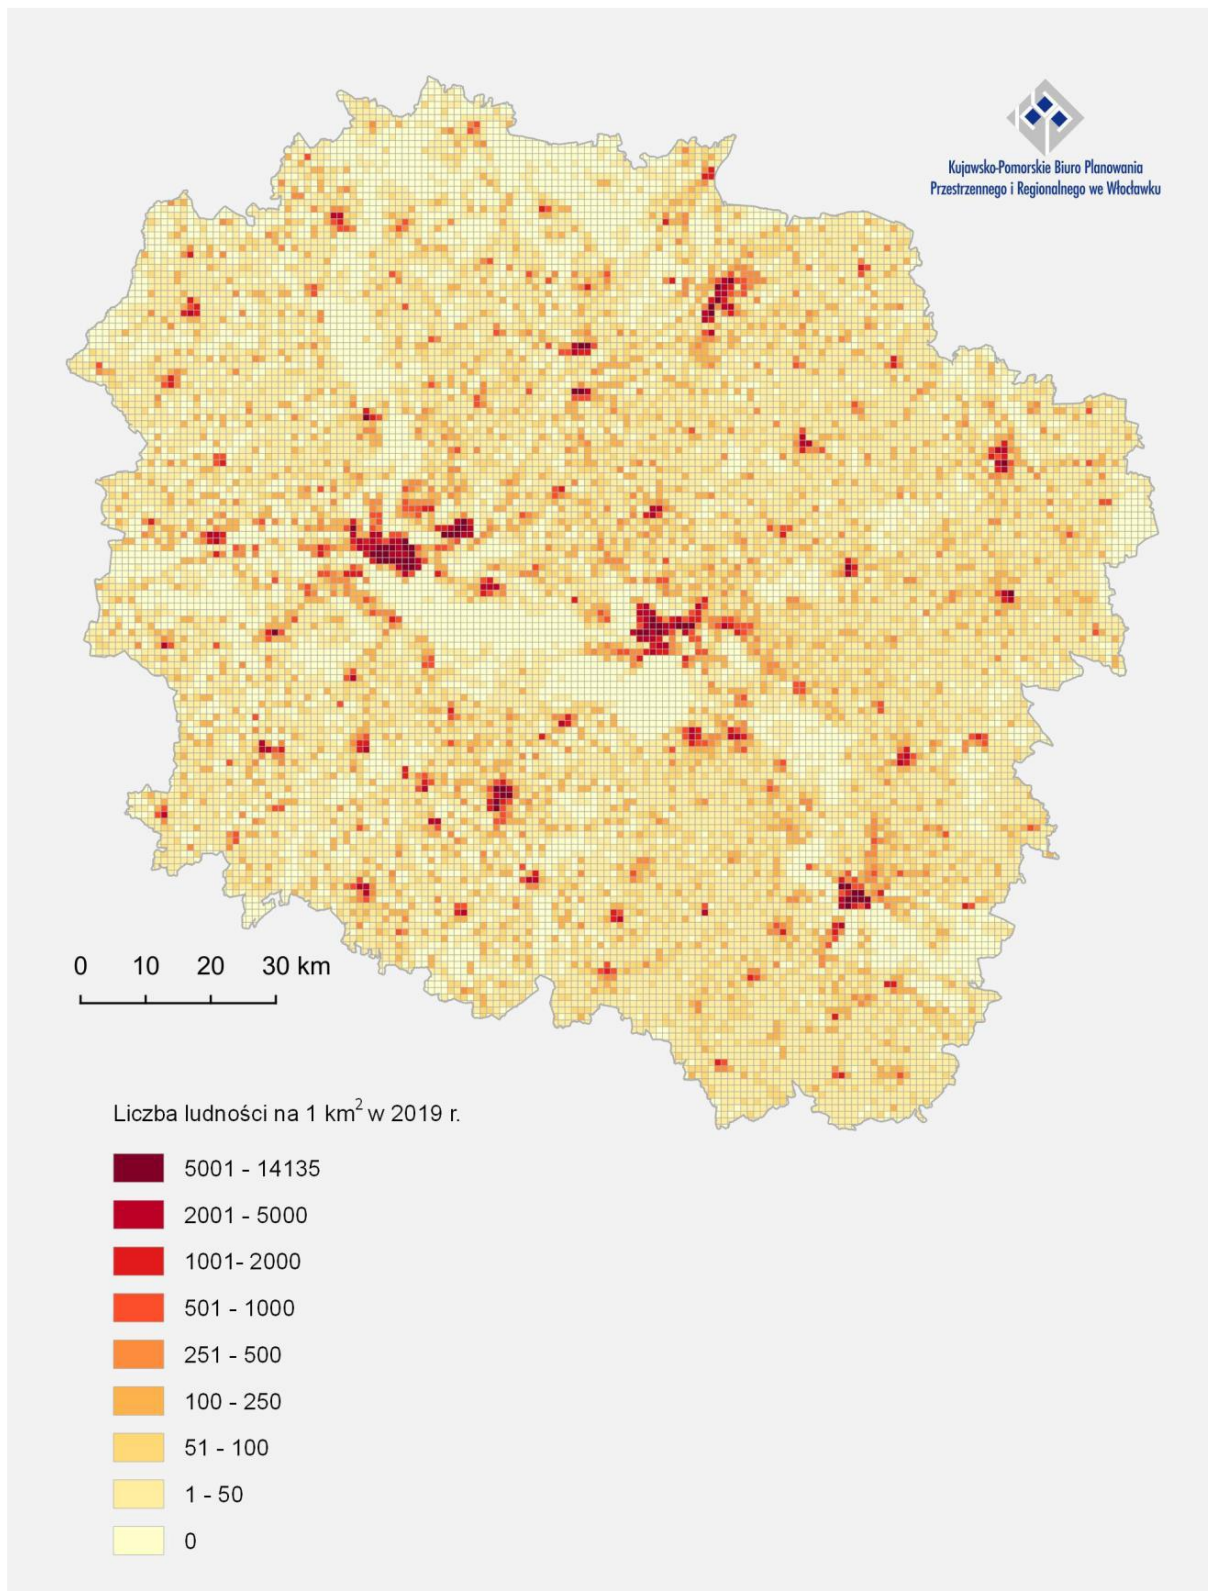 Kujawsko-Pomorskie Biuro Planowania
Przestrzennego i Regionalnego we Włocławku
0 10 20 30 km
Liczba ludności na 1 km² w 2019 r.
5001 - 14135
2001 - 5000
1001- 2000
501 - 1000
251 - 500
100 - 250
51 - 100
1 - 50
0